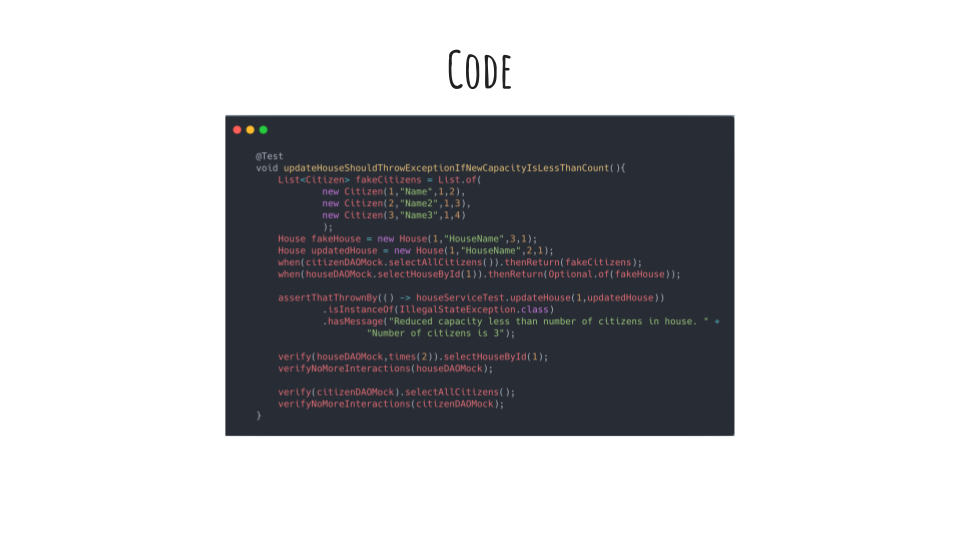 Code
@Test
void updateHouseShouldThrowExceptionIfNewCapacityIsLessThanCount(){
    List<Citizen> fakeCitizens = List.of(
            new Citizen(1,"Name",1,2),
            new Citizen(2,"Name2",1,3),
            new Citizen(3,"Name3",1,4)
            );
    House fakeHouse = new House(1,"HouseName",3,1);
    House updatedHouse = new House(1,"HouseName",2,1);
    when(citizenDAOMock.selectAllCitizens()).thenReturn(fakeCitizens);
    when(houseDAOMock.selectHouseById(1)).thenReturn(Optional.of(fakeHouse));
    assertThatThrownBy(() -> houseServiceTest.updateHouse(1,updatedHouse))
            .isInstanceOf(IllegalStateException.class)
            .hasMessage("Reduced capacity less than number of citizens in house. " +
                    "Number of citizens is 3");
    verify(houseDAOMock,times(2)).selectHouseById(1);
    verifyNoMoreInteractions(houseDAOMock);
    verify(citizenDAOMock).selectAllCitizens();
    verifyNoMoreInteractions(citizenDAOMock);
}